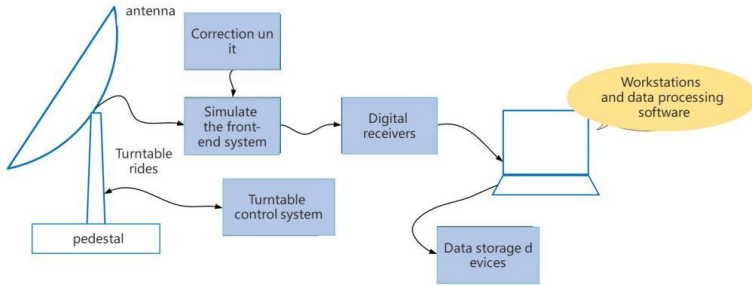 antenna
Correction un
it
Simulate
the front-
end system
Digital
receivers
Workstations
and data processing
software
Turntable
rides
Turntable
control system
pedestal
Data storage d
evices